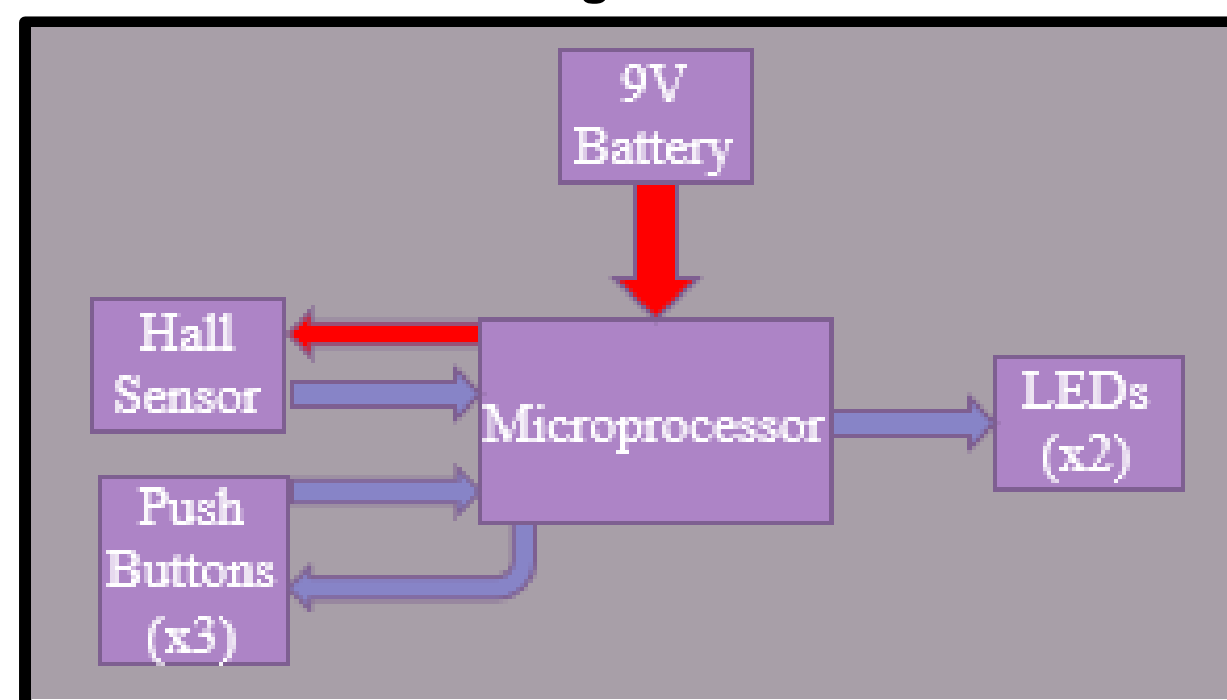 9V
Battery
Hall
Sensor
Microprocessor
LEDs
(x2)
Push
Buttons
(x3)